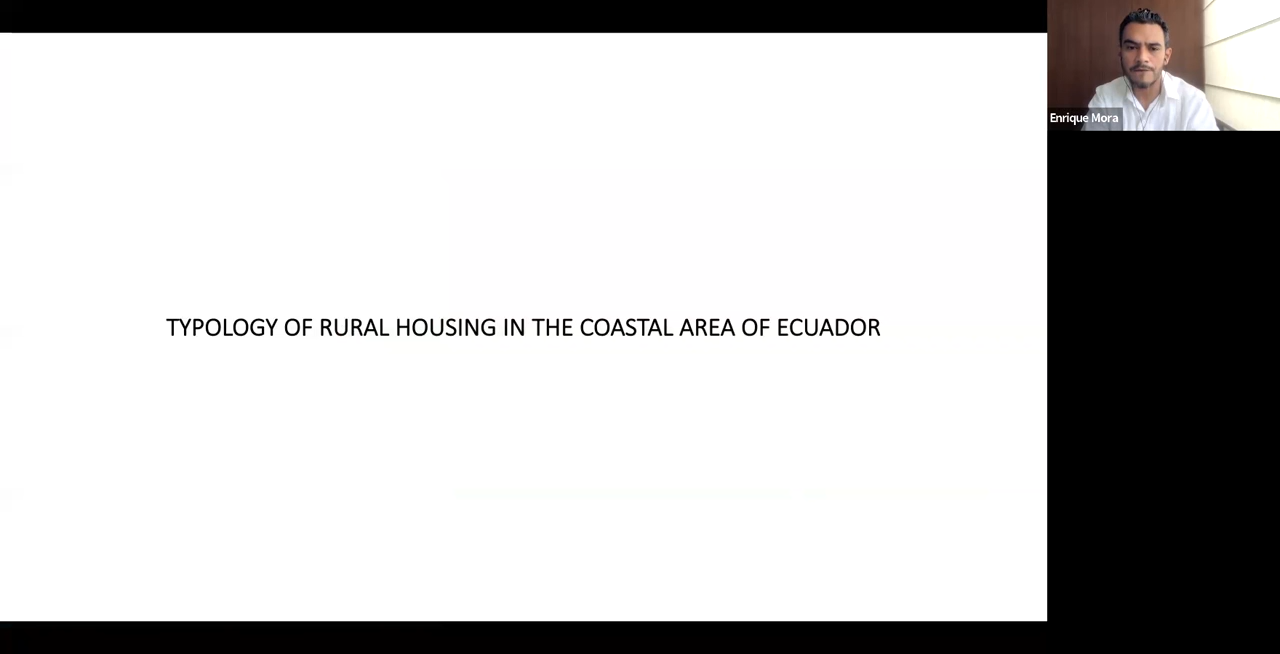 TYPOLOGY OF RURAL HOUSING IN THE COASTAL AREA OF ECUADOR
Enrique Mora